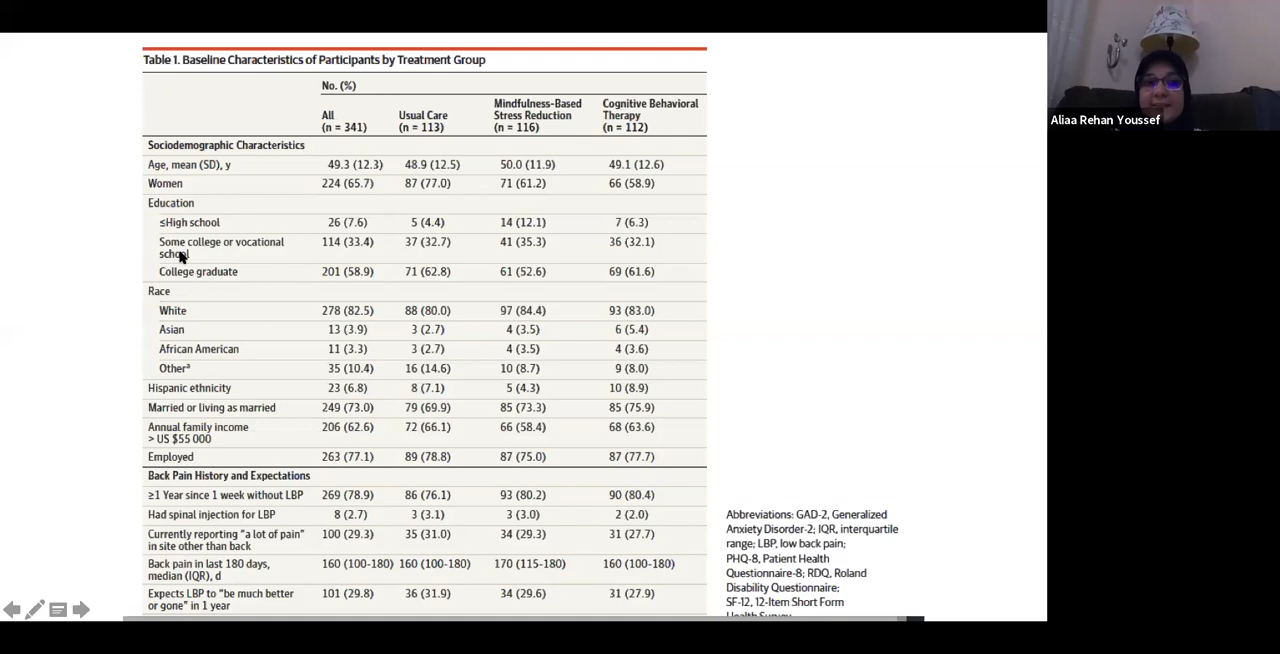 Table 1. Baseline Characteristics of Participants by Treatment Group
No. (%)
All (n = 341) Usual Care (n = 113) Mindfulness-Based Stress Reduction (n = 116) Cognitive Behavioral Therapy (n = 112)
Sociodemographic Characteristics
Age, mean (SD), y 49.3 (12.3) 48.9 (12.5) 50.0 (11.9) 49.1 (12.6)
Women 224 (65.7) 87 (77.0) 71 (61.2) 66 (58.9)
Education
≤High school 26 (7.6) 5 (4.4) 14 (12.1) 7 (6.3)
Some college or vocational school 114 (33.4) 37 (32.7) 41 (35.3) 36 (32.1)
College graduate 201 (58.9) 71 (62.8) 61 (52.6) 69 (61.6)
Race
White 278 (82.5) 88 (80.0) 97 (84.4) 93 (83.0)
Asian 13 (3.9) 3 (2.7) 4 (3.5) 6 (5.4)
African American 11 (3.3) 3 (2.7) 4 (3.5) 4 (3.6)
Otherᵃ 35 (10.4) 16 (14.6) 10 (8.7) 9 (8.0)
Hispanic ethnicity 23 (6.8) 8 (7.1) 5 (4.3) 10 (8.9)
Married or living as married 249 (73.0) 79 (69.9) 85 (73.3) 85 (75.9)
Annual family income > US $55 000 206 (62.6) 72 (66.1) 66 (58.4) 68 (63.6)
Employed 263 (77.1) 89 (78.8) 87 (75.0) 87 (77.7)
Back Pain History and Expectations
≥1 Year since 1 week without LBP 269 (78.9) 86 (76.1) 93 (80.2) 90 (80.4)
Had spinal injection for LBP 8 (2.7) 3 (3.1) 3 (3.0) 2 (2.0)
Currently reporting "a lot of pain" in site other than back 100 (29.3) 35 (31.0) 34 (29.3) 31 (27.7)
Back pain in last 180 days, median (IQR), d 160 (100-180) 160 (100-180) 170 (115-180) 160 (100-180)
Expects LBP to "be much better or gone" in 1 year 101 (29.8) 36 (31.9) 34 (29.6) 31 (27.9)
Abbreviations: GAD-2, Generalized
Anxiety Disorder-2; IQR, interquartile
range; LBP, low back pain;
PHQ-8, Patient Health
Questionnaire-8; RDQ, Roland
Disability Questionnaire;
SF-12, 12-Item Short Form
Health Survey
Aliaa Rehan Youssef